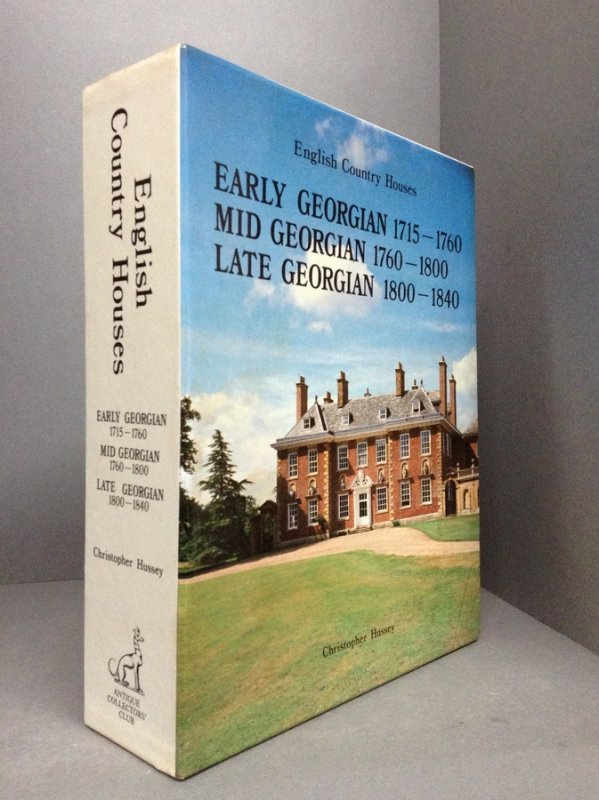 English
Country Houses
EARLY GEORGIAN
1715–1760
MID GEORGIAN
1760–1800
LATE GEORGIAN
1800–1840
Christopher Hussey
ANTIQUE
COLLECTORS'
CLUB
English Country Houses
EARLY GEORGIAN 1715–1760
MID GEORGIAN 1760–1800
LATE GEORGIAN 1800–1840
Christopher Hussey